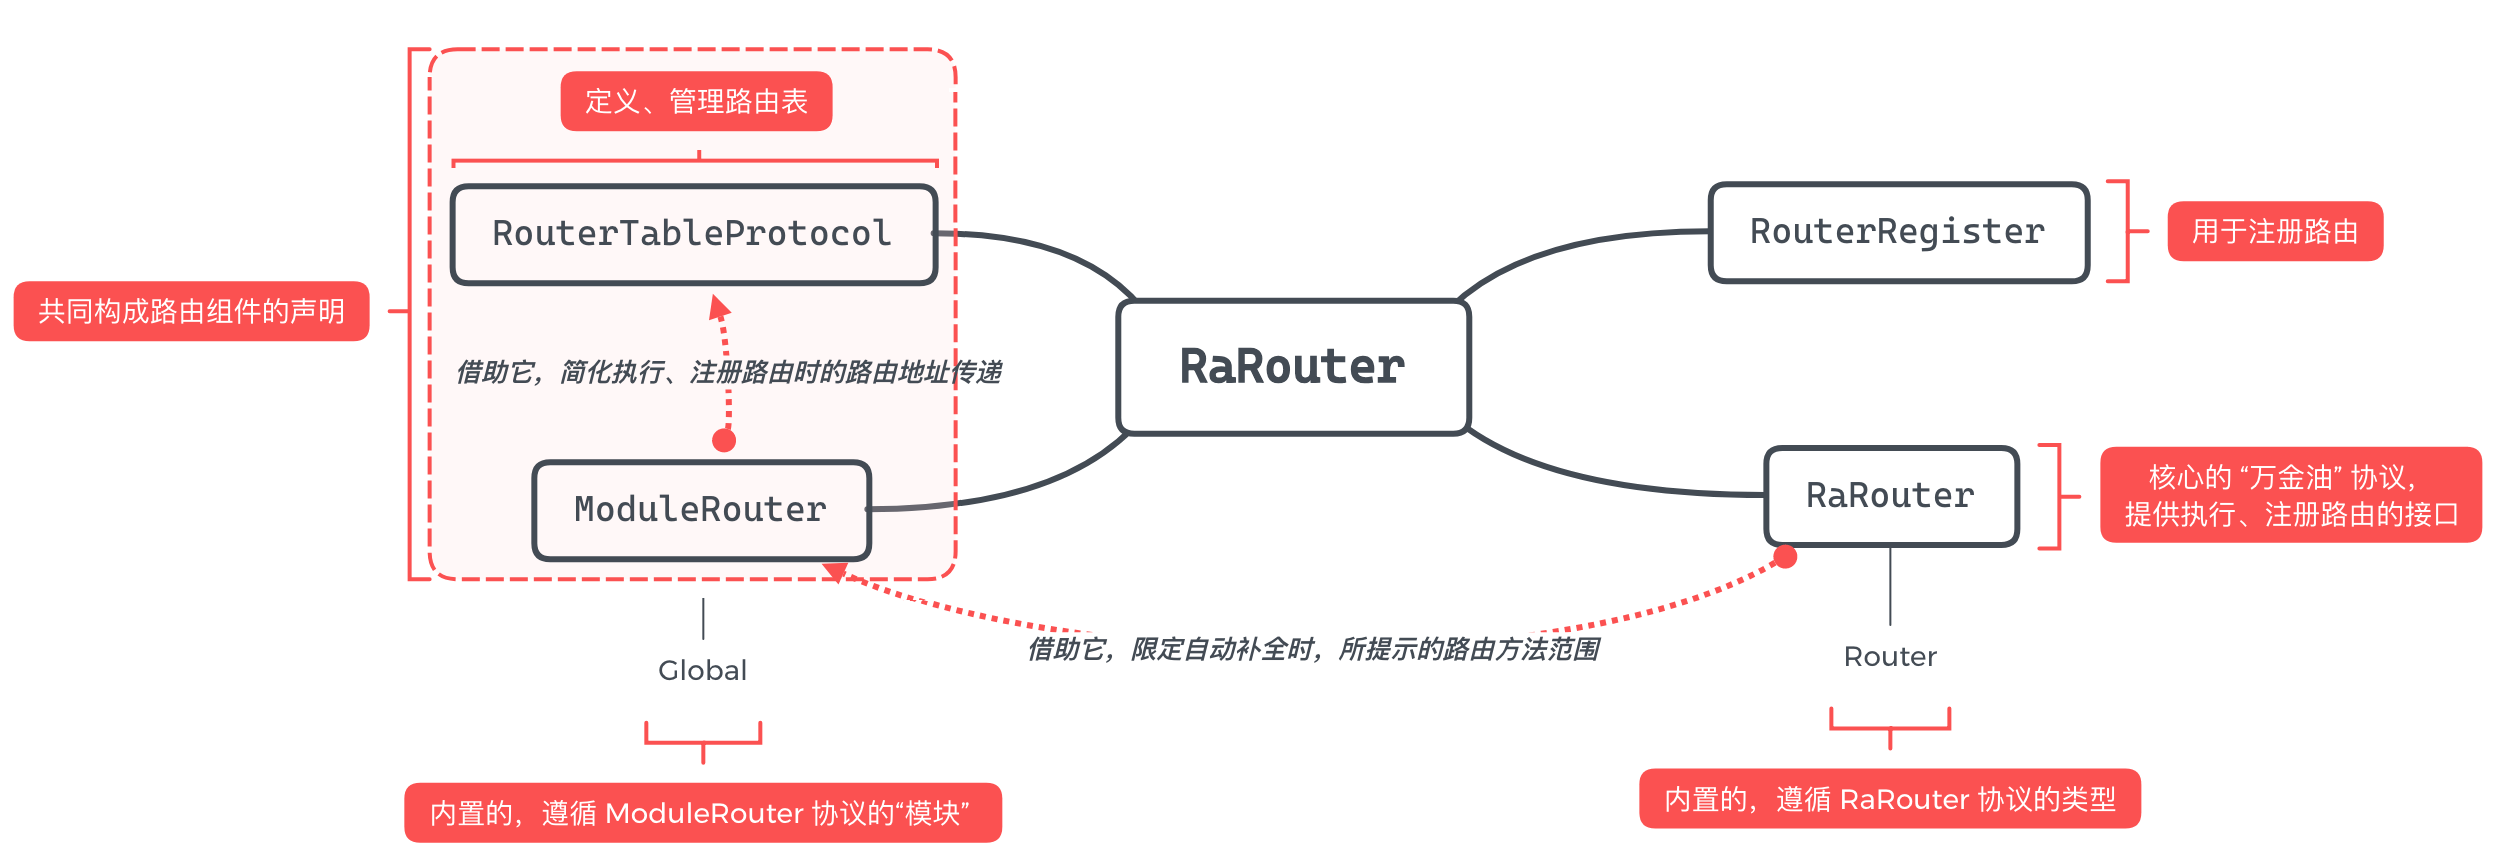 定义、管理路由表
RouterTableProtocol
RouterRegister
用于注册路由
共同构成路由组件的声明
RaRouter
借助它，简化执行、注册路由时的路由地址传递
ModuleRouter
RaRouter
核心的“万金油”协议，
提供执行、注册路由的接口
借助它，限定自动补全时，所提示的路由方法范围
Global
Router
内置的，遵循 ModuleRouter 协议的“模块”
内置的，遵循 RaRouter 协议的类型